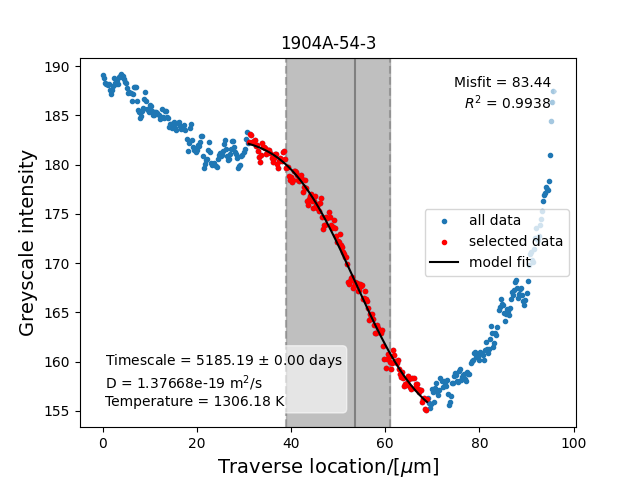 1904A-54-3
Misfit = 83.44
R² = 0.9938
Greyscale intensity
190
185
180
175
170
165
160
155
all data
selected data
model fit
Timescale = 5185.19 ± 0.00 days
D = 1.37668e-19 m²/s
Temperature = 1306.18 K
0 20 40 60 80 100
Traverse location/[μm]